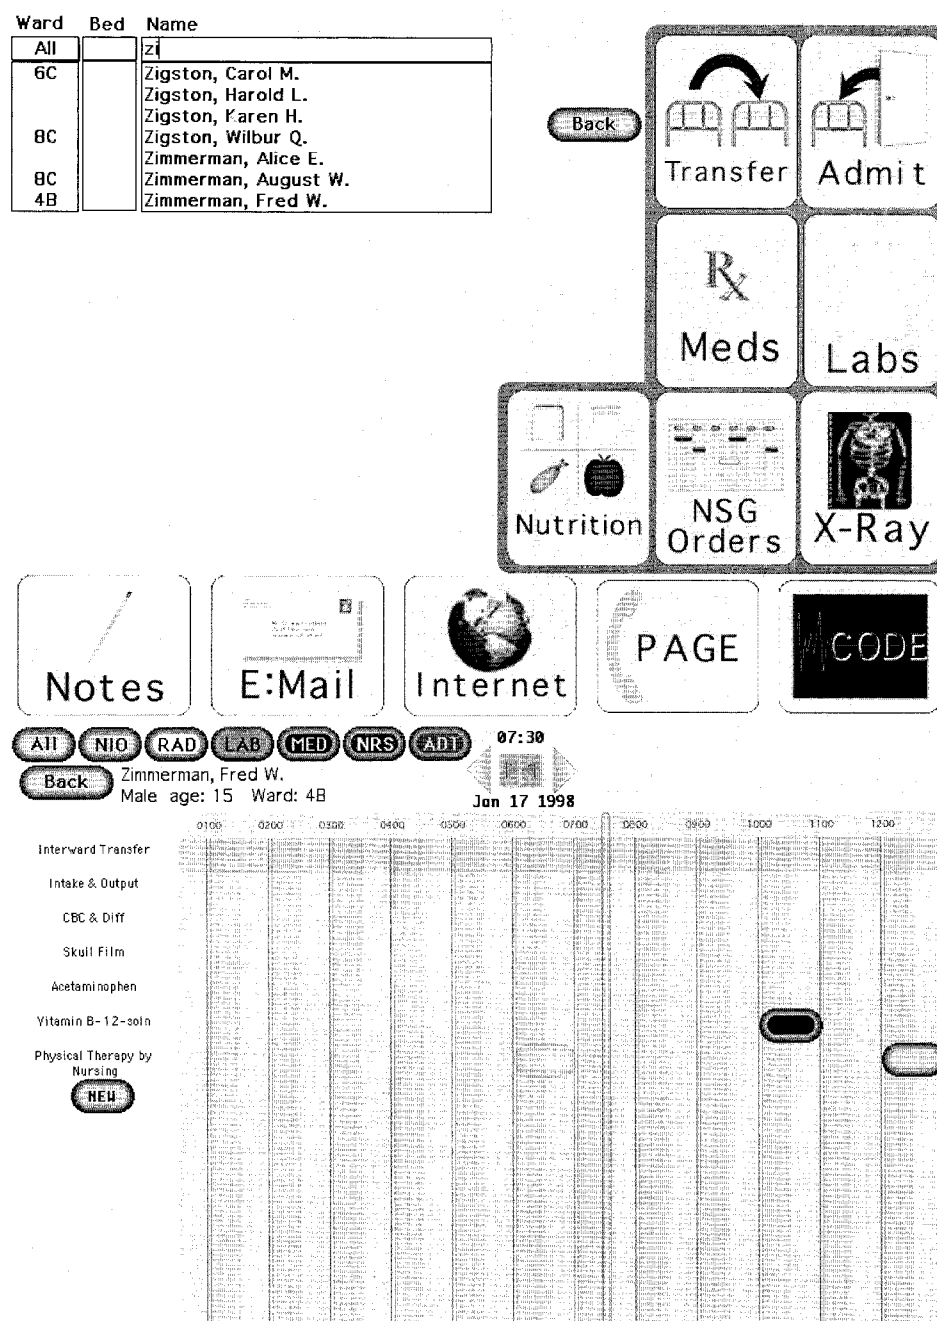 Ward Bed Name
All zi
6C Zigston, Carol M.
Zigston, Harold L.
Zigston, Karen H.
8C Zigston, Wilbur Q.
Zimmerman, Alice E.
8C Zimmerman, August W.
4B Zimmerman, Fred W.
Back
Transfer Admit
Rx
Meds Labs
Nutrition NSG Orders X-Ray
Notes E:Mail Internet PAGE CODE
All NIO RAD LAB MED NRS ADT 07:30
Back Zimmerman, Fred W.
Male age: 15 Ward: 4B
Jan 17 1998
0100 0200 0300 0400 0500 0600 0700 0800 0900 1000 1100 1200
Interward Transfer
Intake & Output
CBC & Diff
Skull Film
Acetaminophen
Vitamin B-12-soln
Physical Therapy by
Nursing
NEW